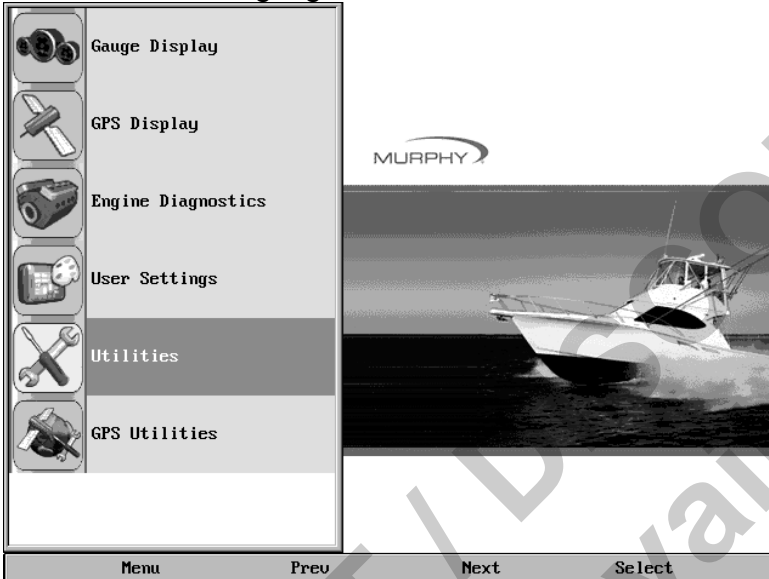 Gauge Display
GPS Display
MURPHY
Engine Diagnostics
User Settings
Utilities
GPS Utilities
Menu Prev Next Select